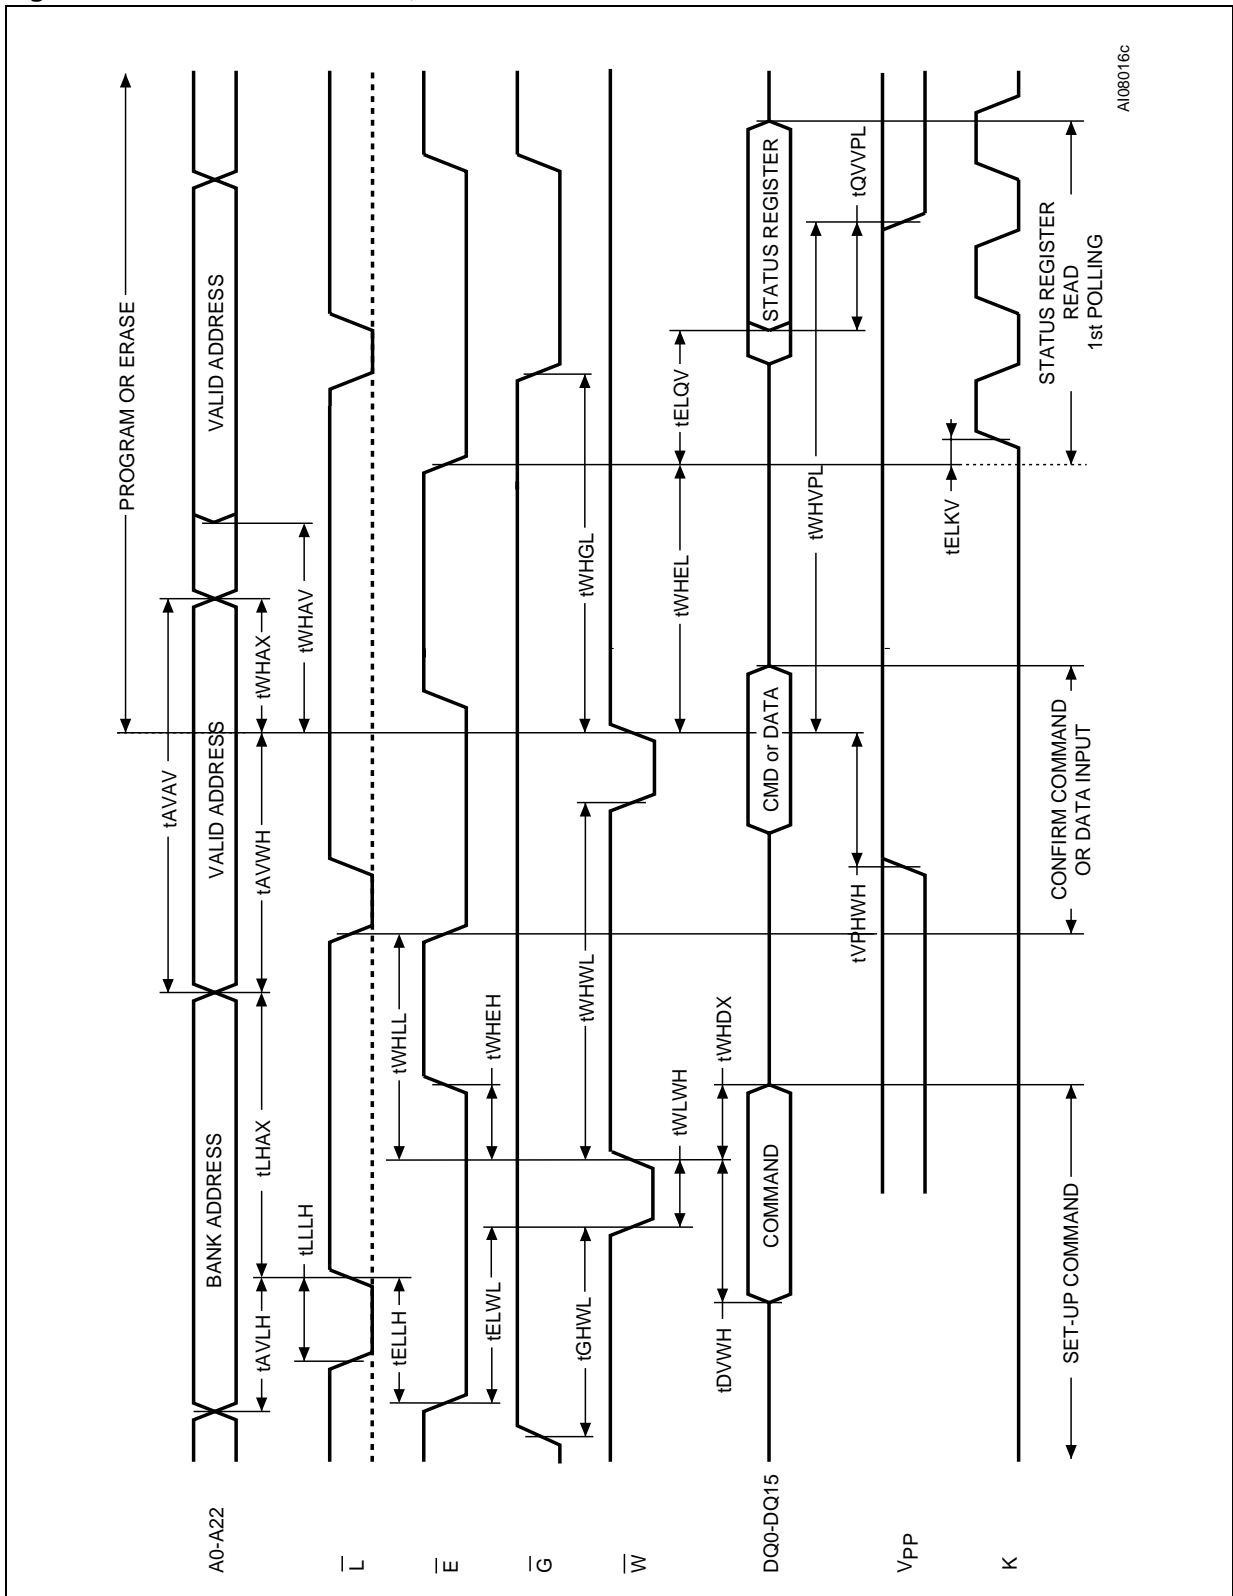 PROGRAM OR ERASE
tAVAV
A0-A22
BANK ADDRESS
VALID ADDRESS
VALID ADDRESS
tAVLH
tLHAX
tAVWH
tWHAX
tLLLH
tWHAV
L
tELLH
tWHLL
E
tELWL
tWHEH
G
tGHWL
tWHWL
tWHGL
W
tWLWH
tWHEL
tELQV
tDVWH
tWHDX
DQ0-DQ15
COMMAND
CMD or DATA
STATUS REGISTER
tWHVPL
tVPHWH
tQVVPL
VPP
tELKV
K
SET-UP COMMAND
CONFIRM COMMAND
OR DATA INPUT
STATUS REGISTER
READ
1st POLLING
AI08016c